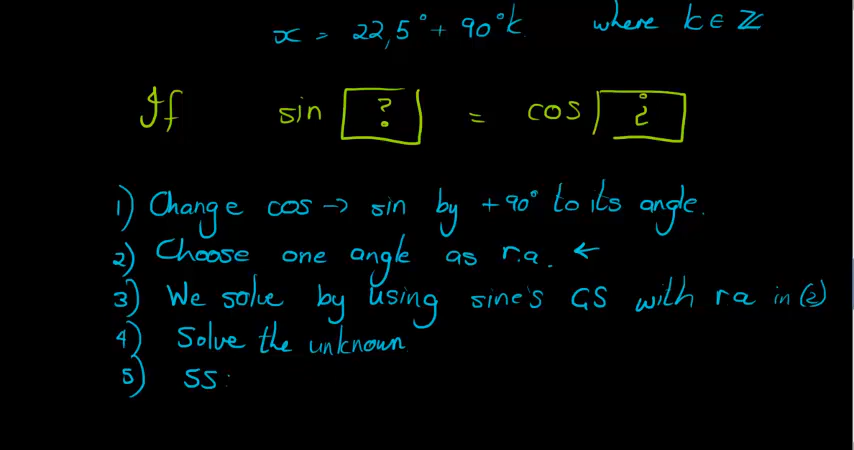 x = 22,5° + 90°k where k ∈ ℤ
If sin ? = cos ¿
1) Change cos → sin by +90° to its angle.
2) Choose one angle as r.a. ←
3) We solve by using sine's GS with ra in (2)
4) Solve the unknown
5) SS: